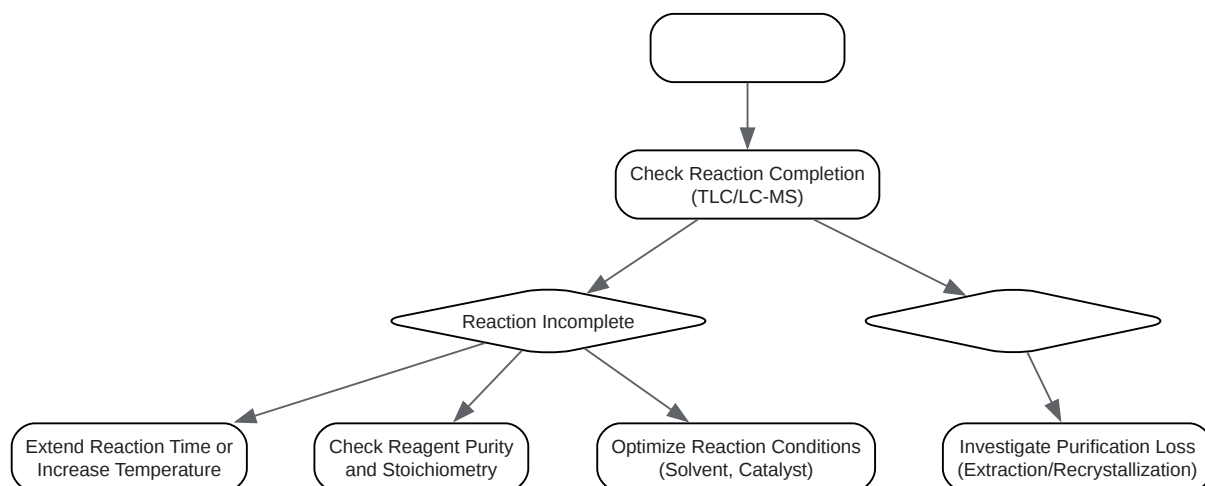 Check Reaction Completion
(TLC/LC-MS)
Reaction Incomplete
Extend Reaction Time or
Increase Temperature
Check Reagent Purity
and Stoichiometry
Optimize Reaction Conditions
(Solvent, Catalyst)
Investigate Purification Loss
(Extraction/Recrystallization)